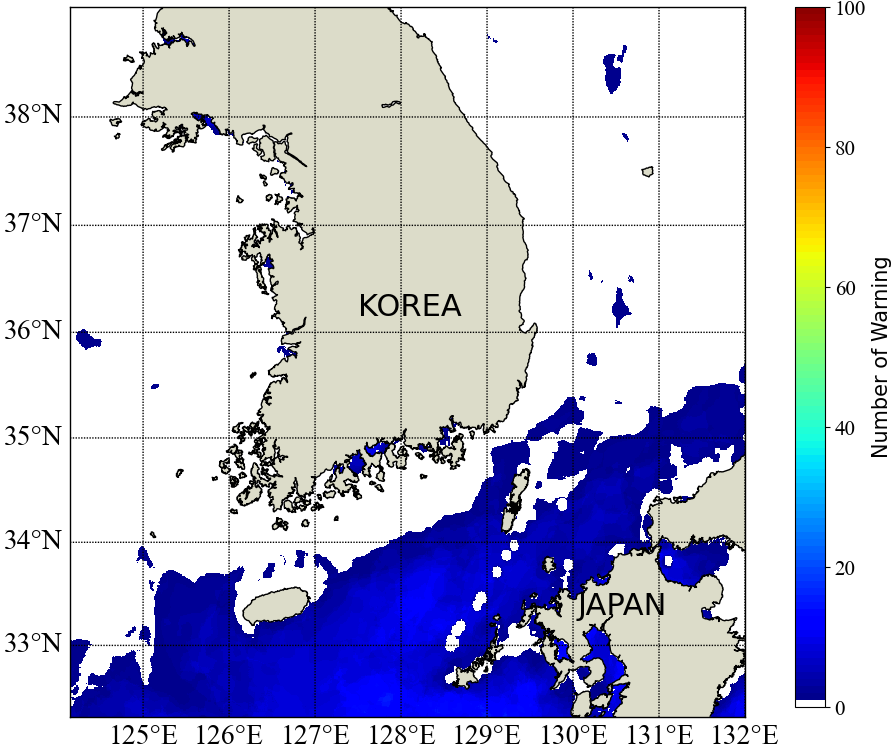 38°N
37°N
36°N
35°N
34°N
33°N
125°E
126°E
127°E
128°E
129°E
130°E
131°E
132°E
KOREA
JAPAN
100
80
60
40
20
0
Number of Warning